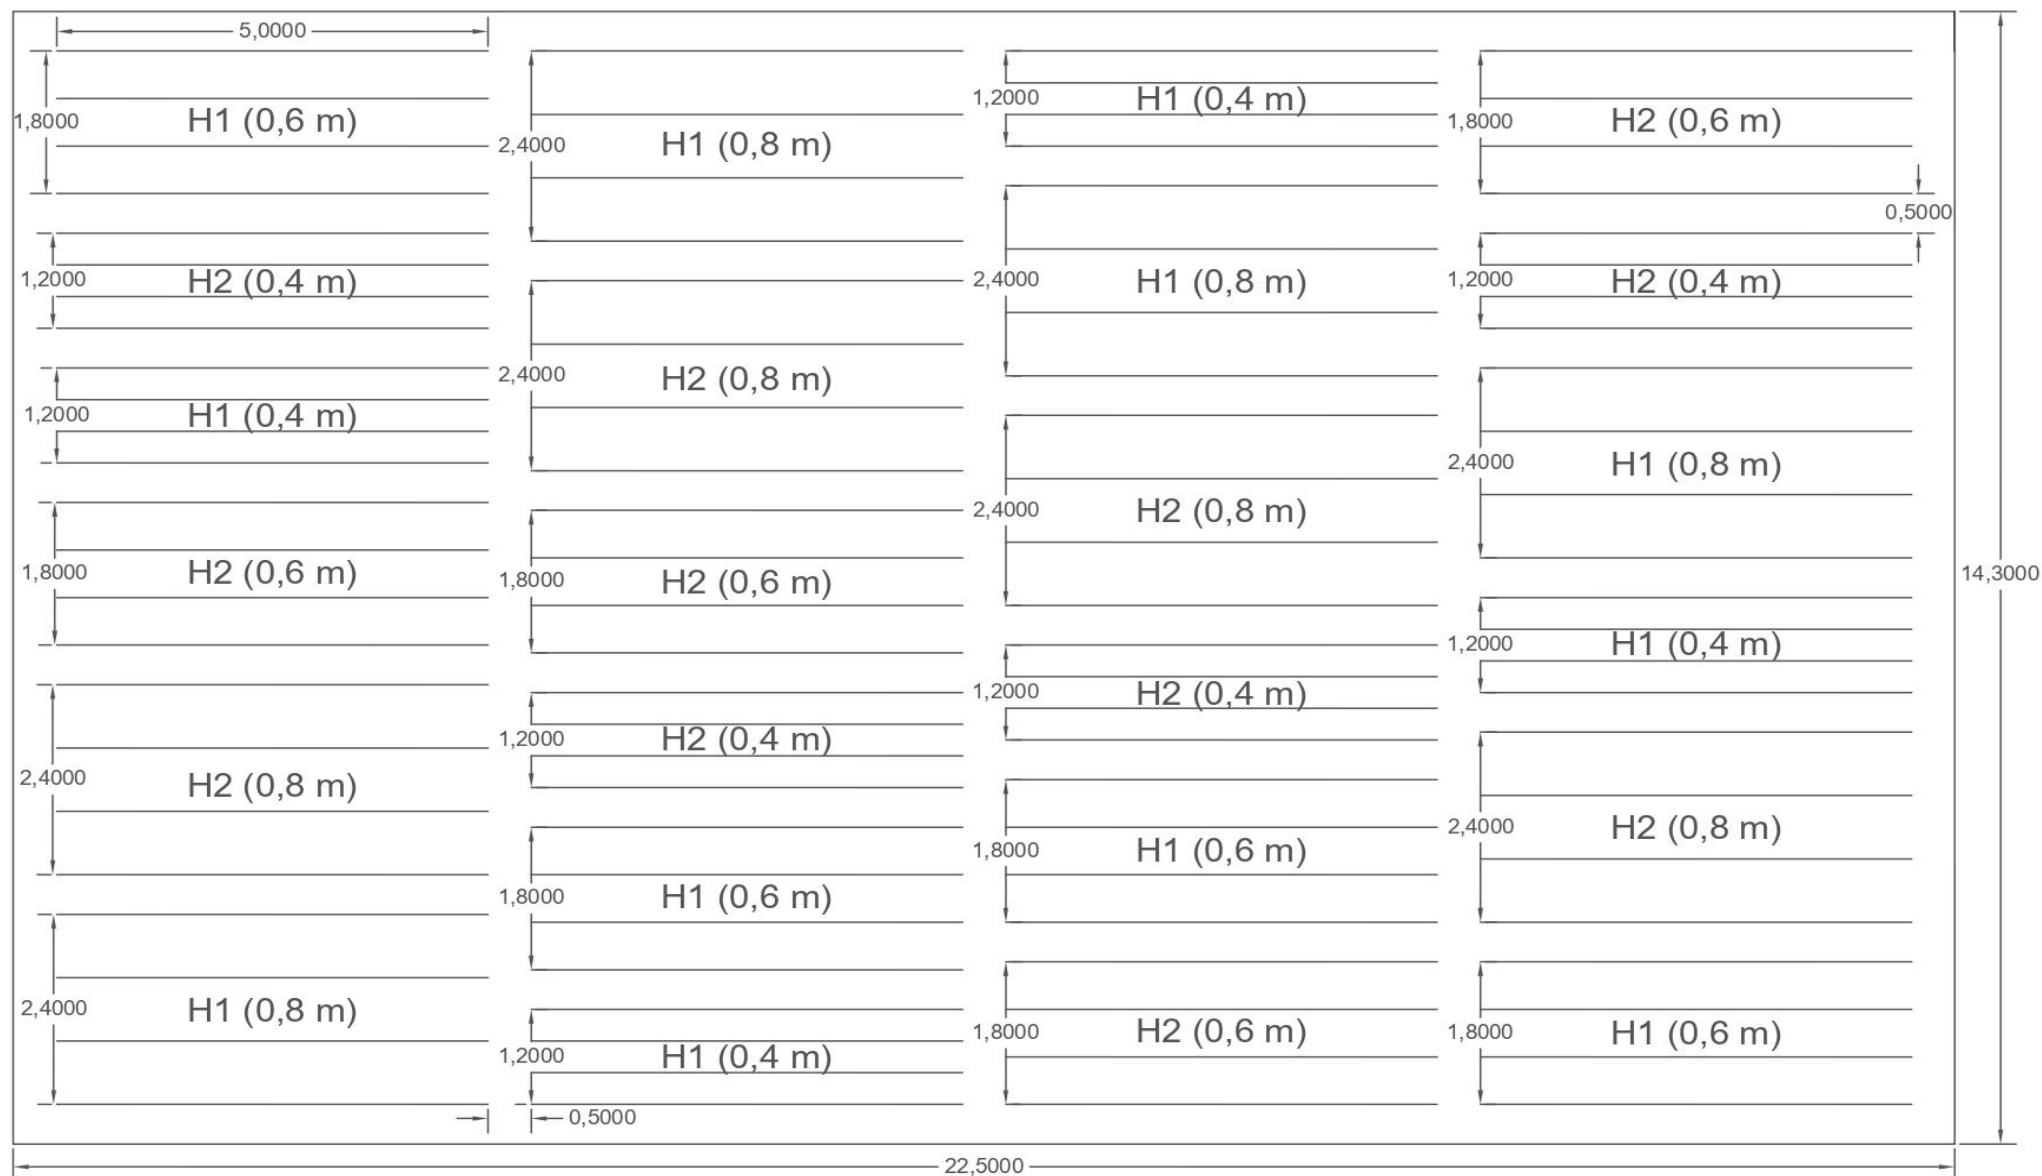 5,0000
1,8000
H1 (0,6 m)
1,2000
H2 (0,4 m)
1,2000
H1 (0,4 m)
1,8000
H2 (0,6 m)
2,4000
H2 (0,8 m)
2,4000
H1 (0,8 m)
2,4000
H1 (0,8 m)
2,4000
H2 (0,8 m)
1,8000
H2 (0,6 m)
1,2000
H2 (0,4 m)
1,8000
H1 (0,6 m)
1,2000
H1 (0,4 m)
0,5000
1,2000
H1 (0,4 m)
2,4000
H1 (0,8 m)
2,4000
H2 (0,8 m)
1,2000
H2 (0,4 m)
1,8000
H1 (0,6 m)
1,8000
H2 (0,6 m)
1,8000
H2 (0,6 m)
0,5000
1,2000
H2 (0,4 m)
2,4000
H1 (0,8 m)
1,2000
H1 (0,4 m)
2,4000
H2 (0,8 m)
1,8000
H1 (0,6 m)
14,3000
22,5000